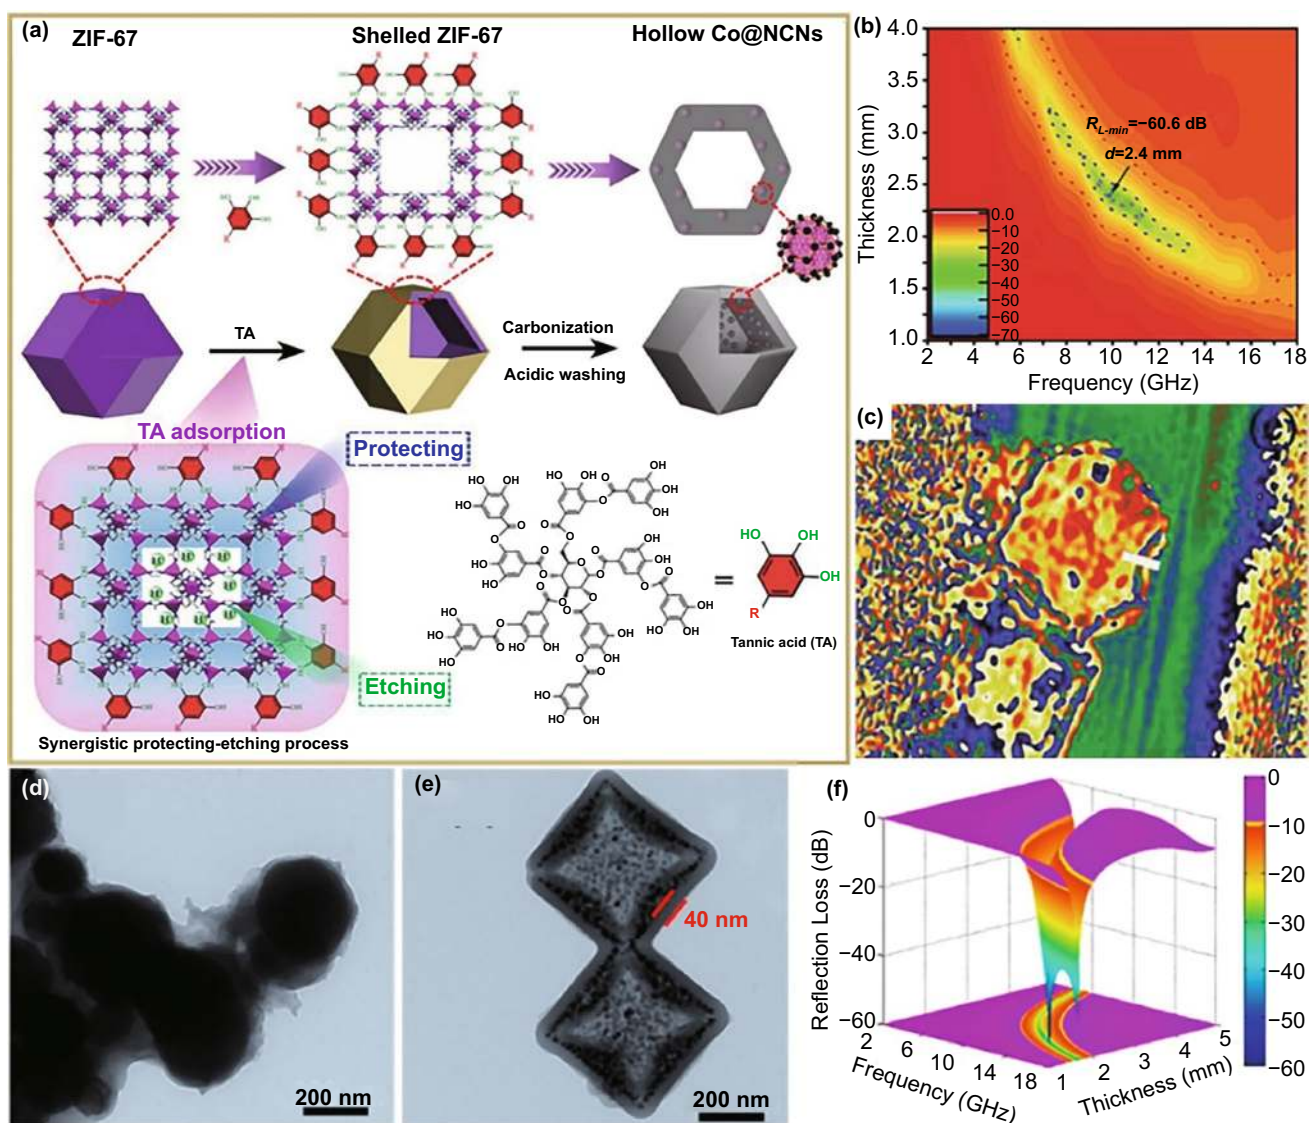 (a)
ZIF-67
Shelled ZIF-67
Hollow Co@NCNs
TA
Carbonization
Acidic washing
TA adsorption
Protecting
Etching
Synergistic protecting-etching process
HO
OH
OH
R
=
Tannic acid (TA)
(b)
Thickness (mm)
4.0
3.5
3.0
2.5
2.0
1.5
1.0
R_L-min=−60.6 dB
d=2.4 mm
0.0
−10
−20
−30
−40
−50
−60
−70
2 4 6 8 10 12 14 16 18
Frequency (GHz)
(c)
(d)
200 nm
(e)
40 nm
200 nm
(f)
Reflection Loss (dB)
0
−20
−40
−60
2 6 10 14 18
Frequency (GHz)
1 2 3 4 5
Thickness (mm)
0
−10
−20
−30
−40
−50
−60